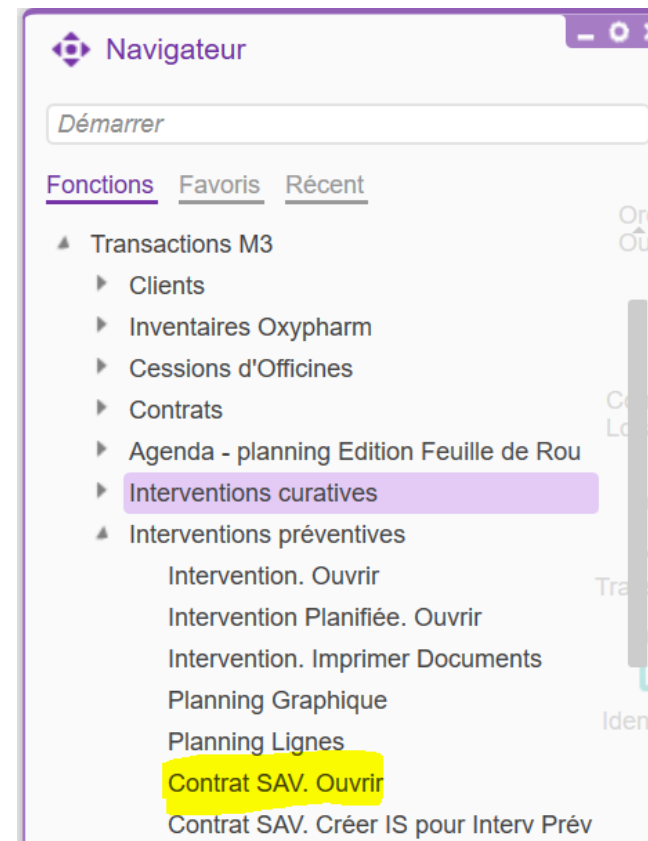 Navigateur
Démarrer
Fonctions Favoris Récent
Transactions M3
Clients
Inventaires Oxypharm
Cessions d'Officines
Contrats
Agenda - planning Edition Feuille de Rou
Interventions curatives
Interventions préventives
Intervention. Ouvrir
Intervention Planifiée. Ouvrir
Intervention. Imprimer Documents
Planning Graphique
Planning Lignes
Contrat SAV. Ouvrir
Contrat SAV. Créer IS pour Interv Prév